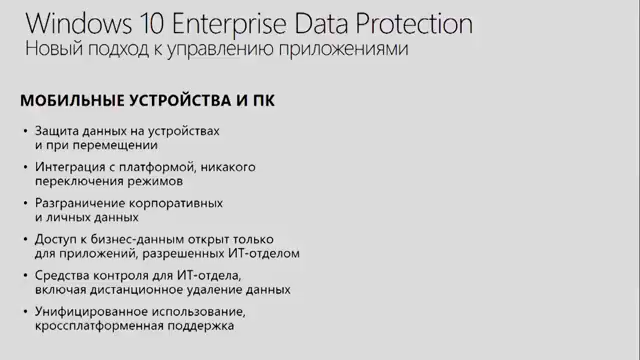 Windows 10 Enterprise Data Protection
Новый подход к управлению приложениями
МОБИЛЬНЫЕ УСТРОЙСТВА И ПК
• Защита данных на устройствах
и при перемещении
• Интеграция с платформой, никакого
переключения режимов
• Разграничение корпоративных
и личных данных
• Доступ к бизнес-данным открыт только
для приложений, разрешенных ИТ-отделом
• Средства контроля для ИТ-отдела,
включая дистанционное удаление данных
• Унифицированное использование,
кроссплатформенная поддержка